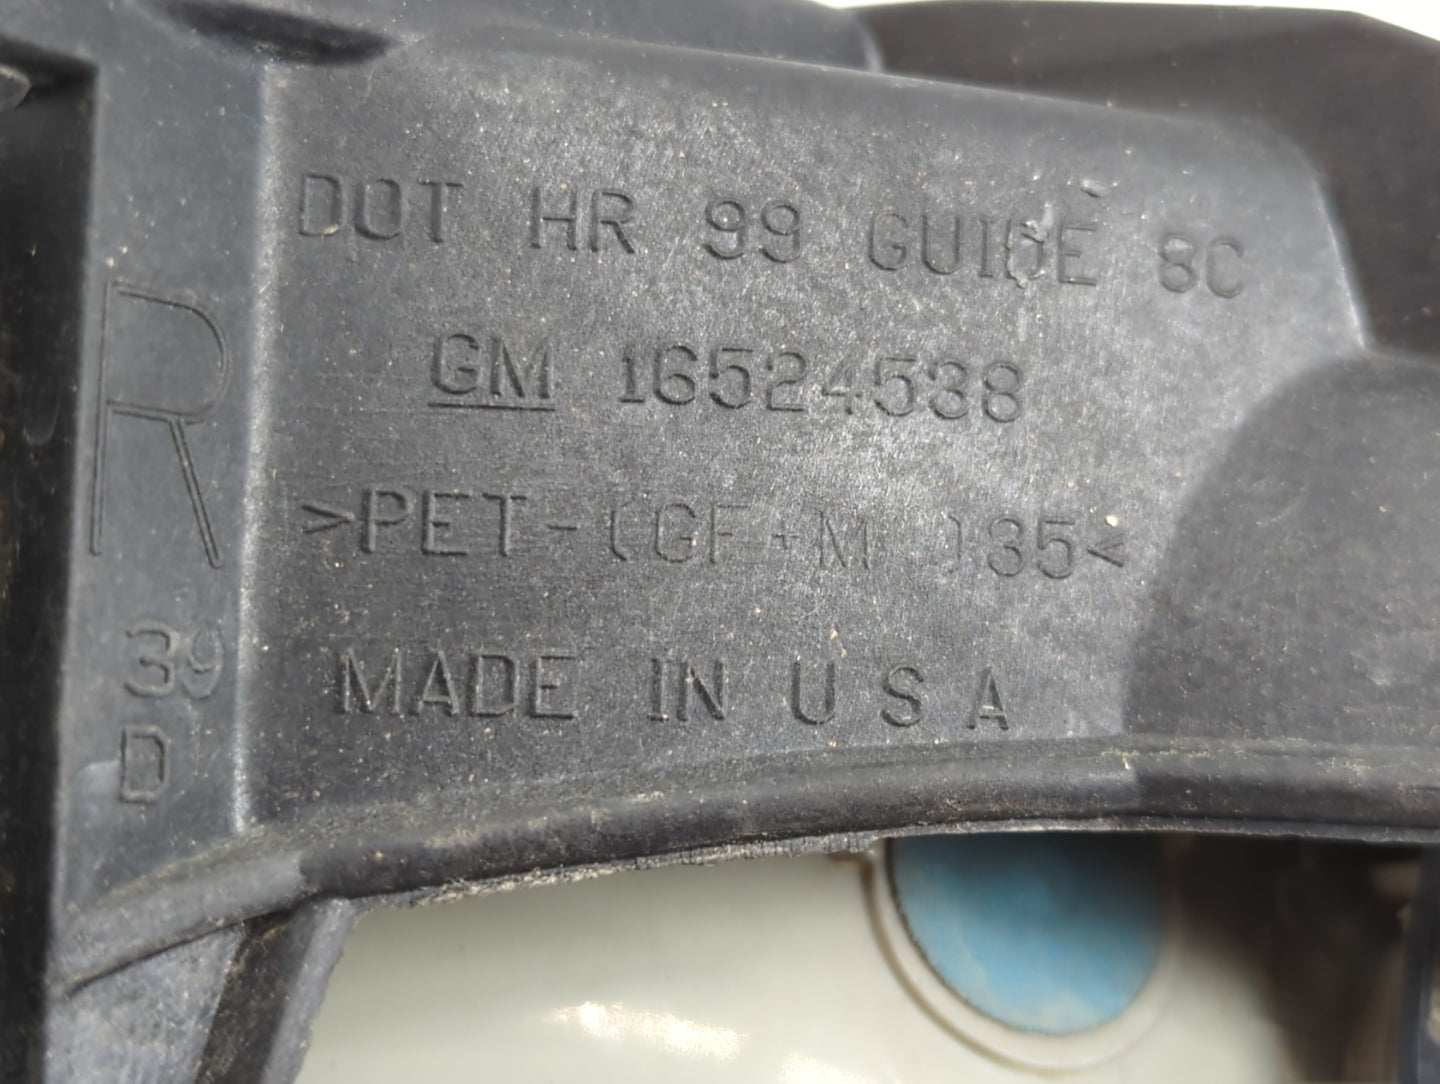 DOT HR 99 GUIDE 8C
GM 16524538
>PET-(GF+M )35<
MADE IN U S A
R
39
D